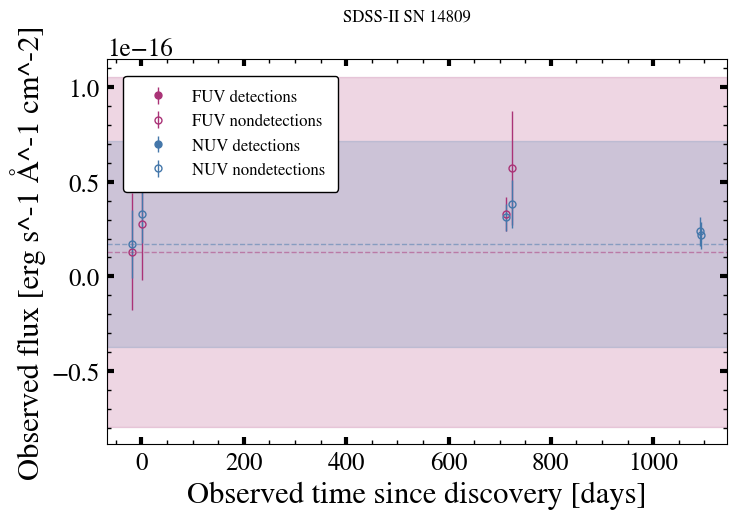 SDSS-II SN 14809
1e−16
FUV detections
FUV nondetections
NUV detections
NUV nondetections
1.0
0.5
0.0
−0.5
0 200 400 600 800 1000
Observed time since discovery [days]
Observed flux [erg s^-1 Å^-1 cm^-2]